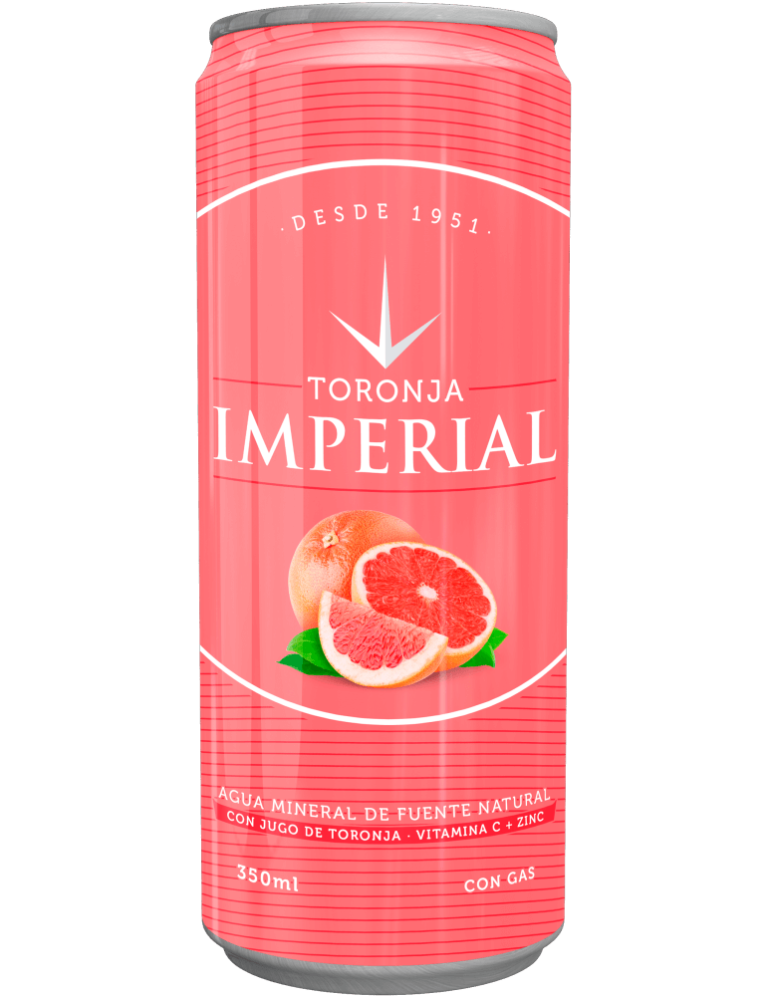 · DESDE 1951 ·
TORONJA
IMPERIAL
AGUA MINERAL DE FUENTE NATURAL
CON JUGO DE TORONJA · VITAMINA C + ZINC
350ml
CON GAS